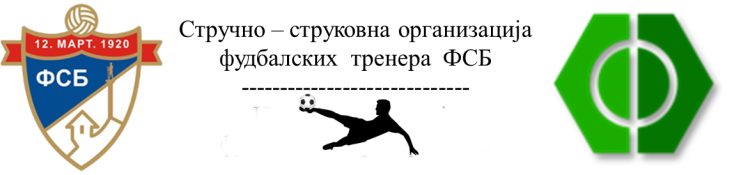 12. МАРТ. 1920
ФСБ
Стручно – струковна организација
фудбалских тренера ФСБ
------------------------------